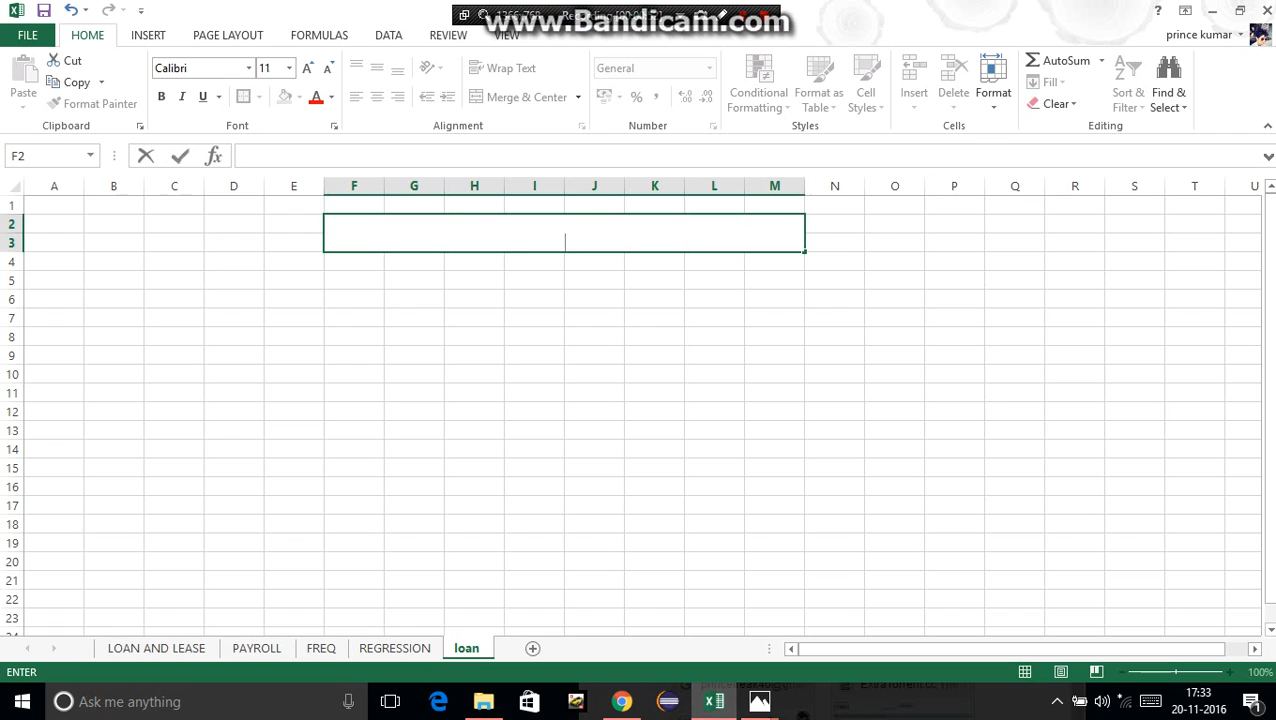 1366x768 Re
www.Bandicam.com
prince kumar
FILE HOME INSERT PAGE LAYOUT FORMULAS DATA REVIEW VIEW
Cut
Copy
Format Painter
Paste
Clipboard
Calibri 11
B I U A
Font
Wrap Text
Merge & Center
Alignment
General
%
Number
Conditional
Formatting
Format as
Table
Cell
Styles
Styles
Insert
Delete
Format
Cells
AutoSum
Fill
Clear
Sort &
Filter
Find &
Select
Editing
F2
fx
A B C D E F G H I J K L M N O P Q R S T U
1
2
3
4
5
6
7
8
9
10
11
12
13
14
15
16
17
18
19
20
21
22
23
LOAN AND LEASE PAYROLL FREQ REGRESSION loan
ENTER
100%
Ask me anything
17:33
20-11-2016